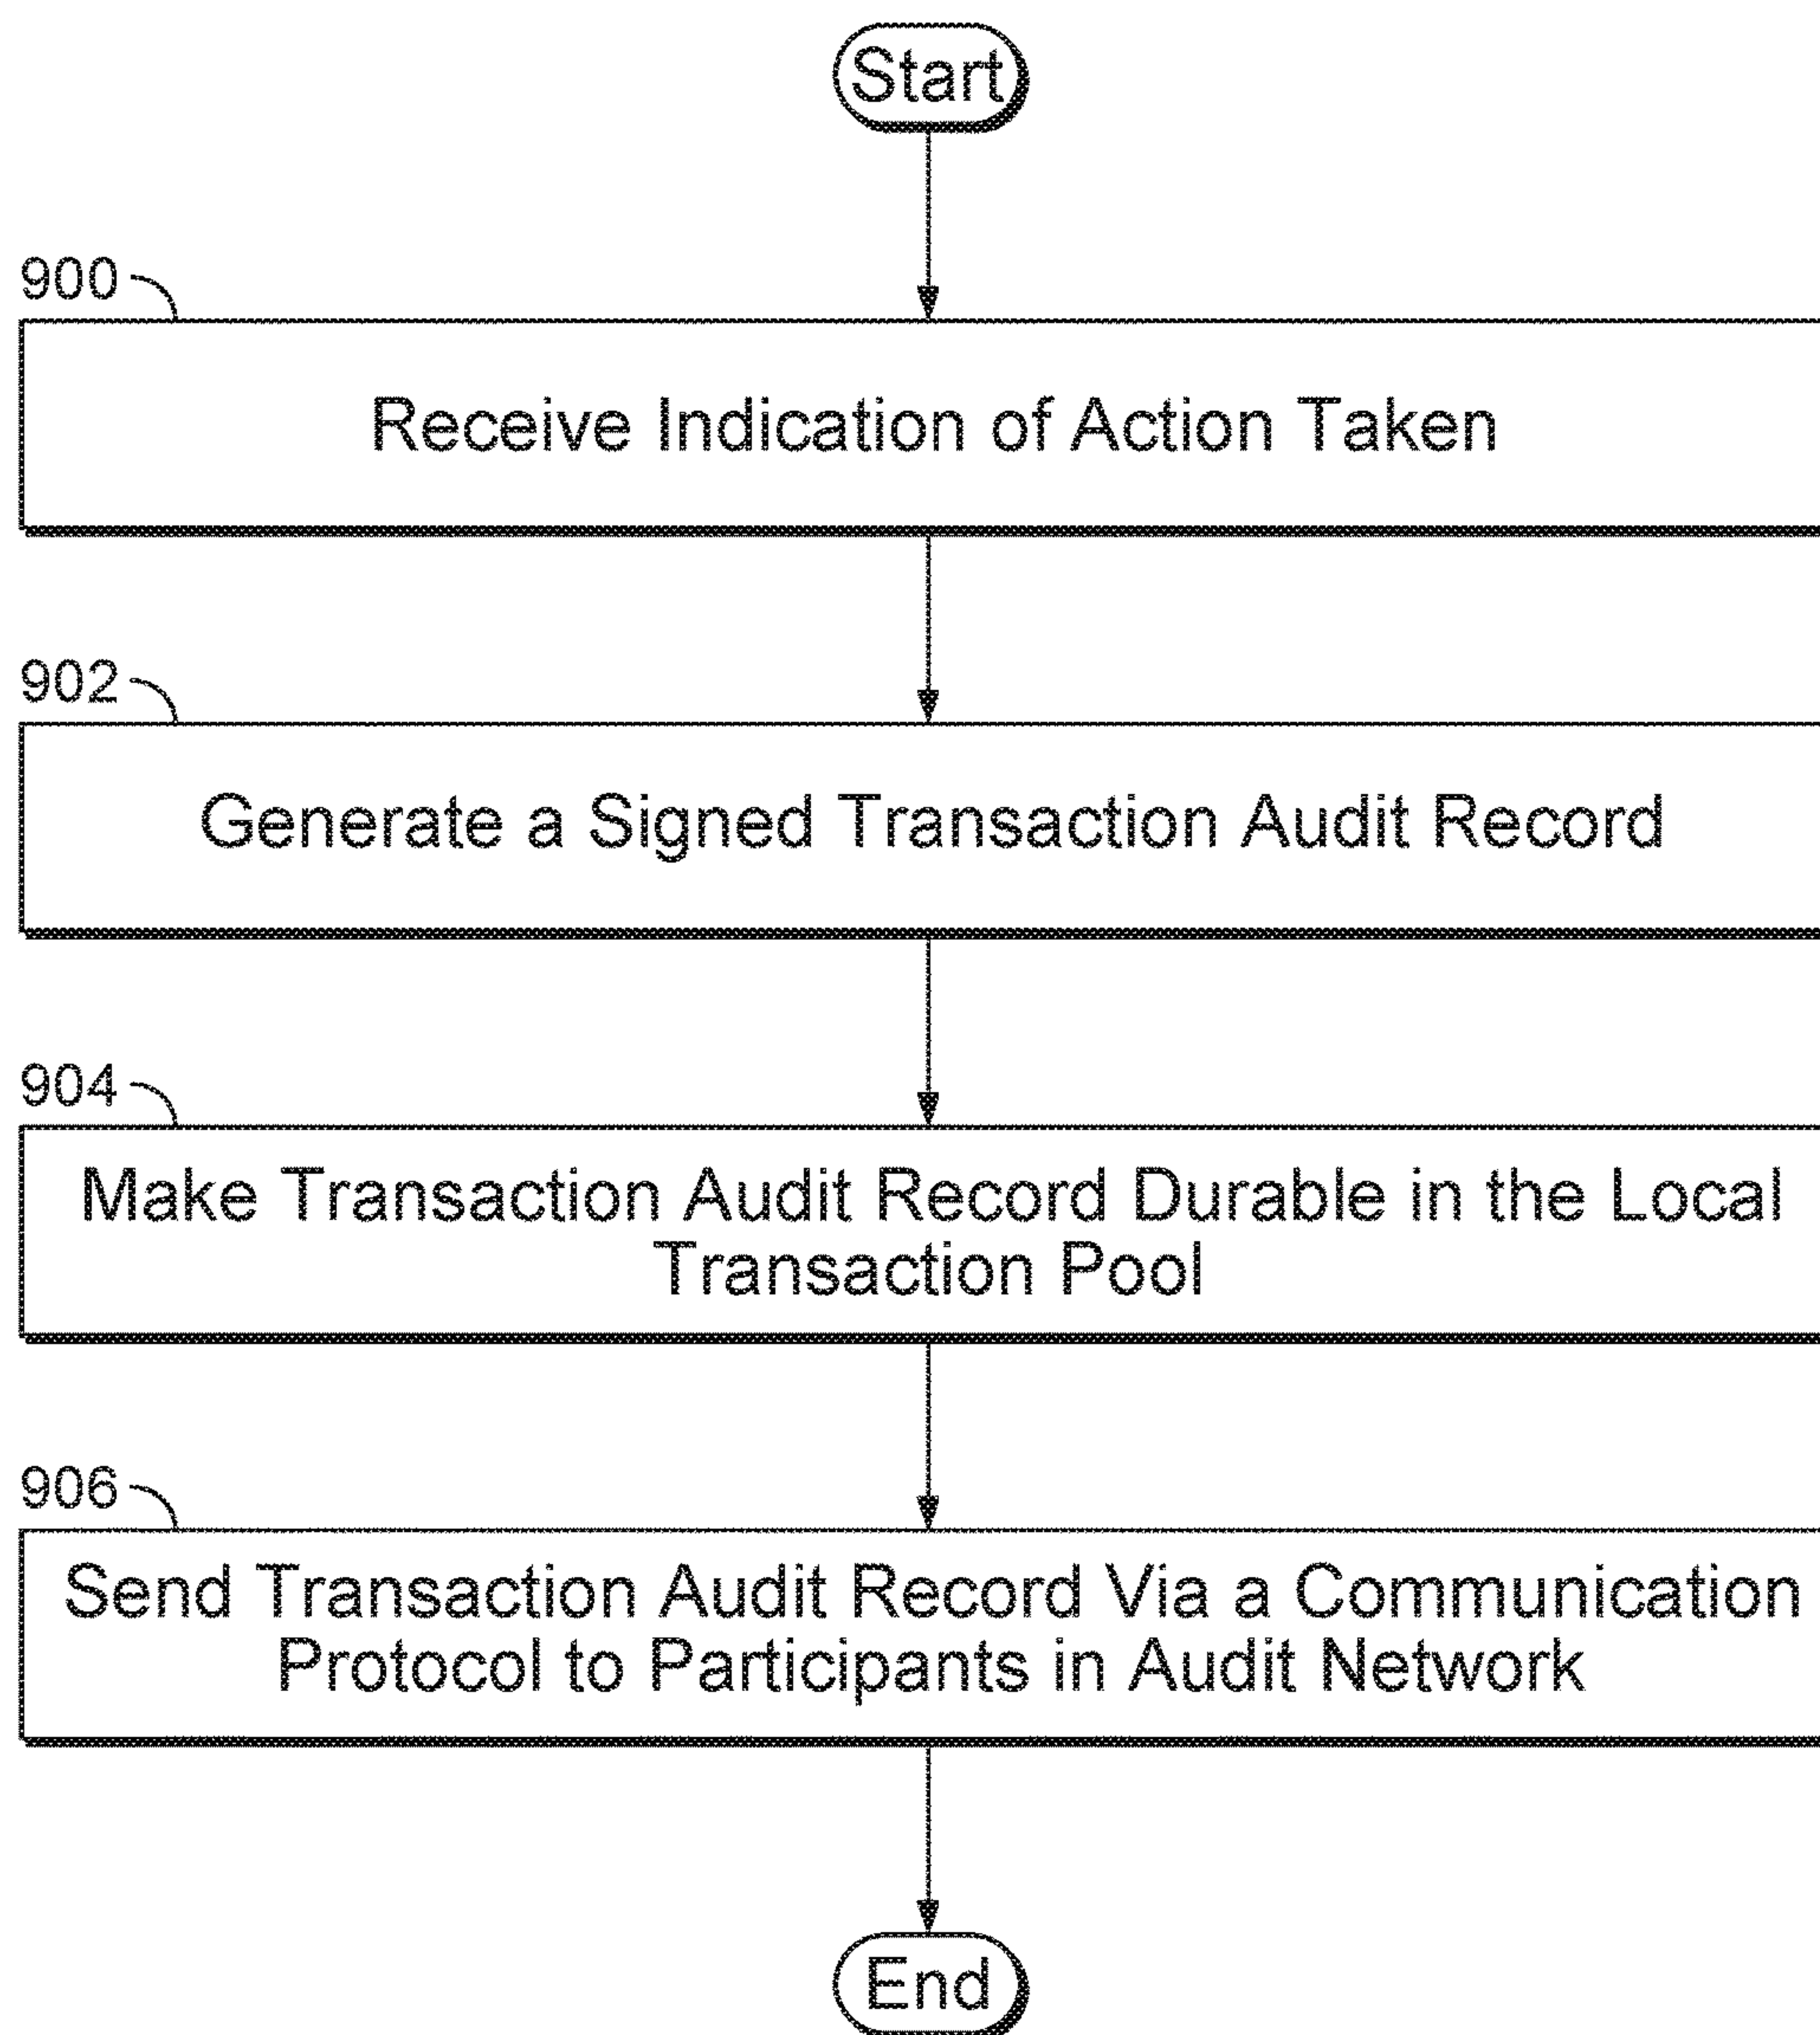 Start
900
Receive Indication of Action Taken
902
Generate a Signed Transaction Audit Record
904
Make Transaction Audit Record Durable in the Local
Transaction Pool
906
Send Transaction Audit Record Via a Communication
Protocol to Participants in Audit Network
End